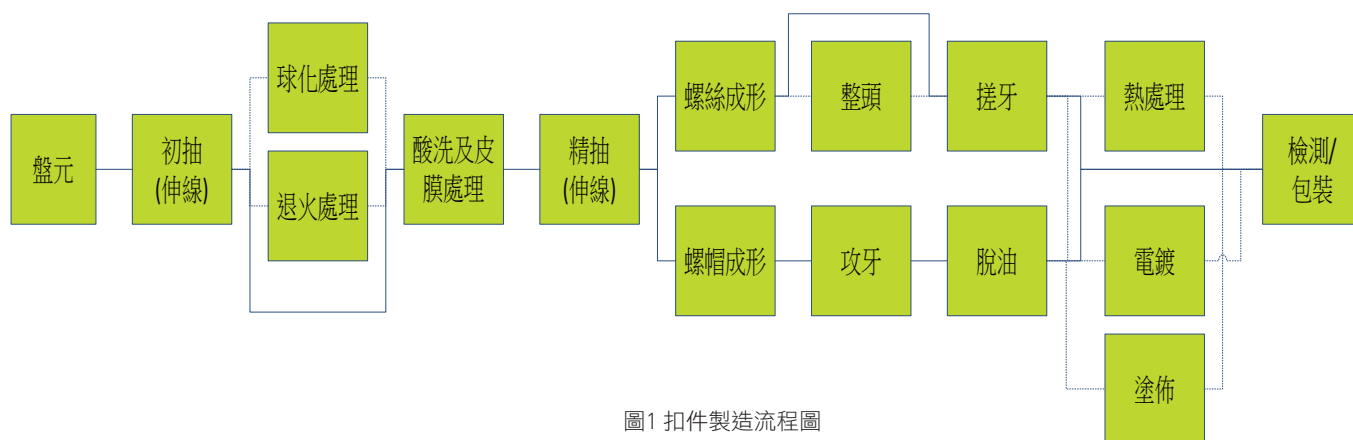 盤元
初抽
(伸線)
球化處理
退火處理
酸洗及皮
膜處理
精抽
(伸線)
螺絲成形
整頭
搓牙
熱處理
螺帽成形
攻牙
脫油
電鍍
塗佈
檢測/
包裝
圖1 扣件製造流程圖